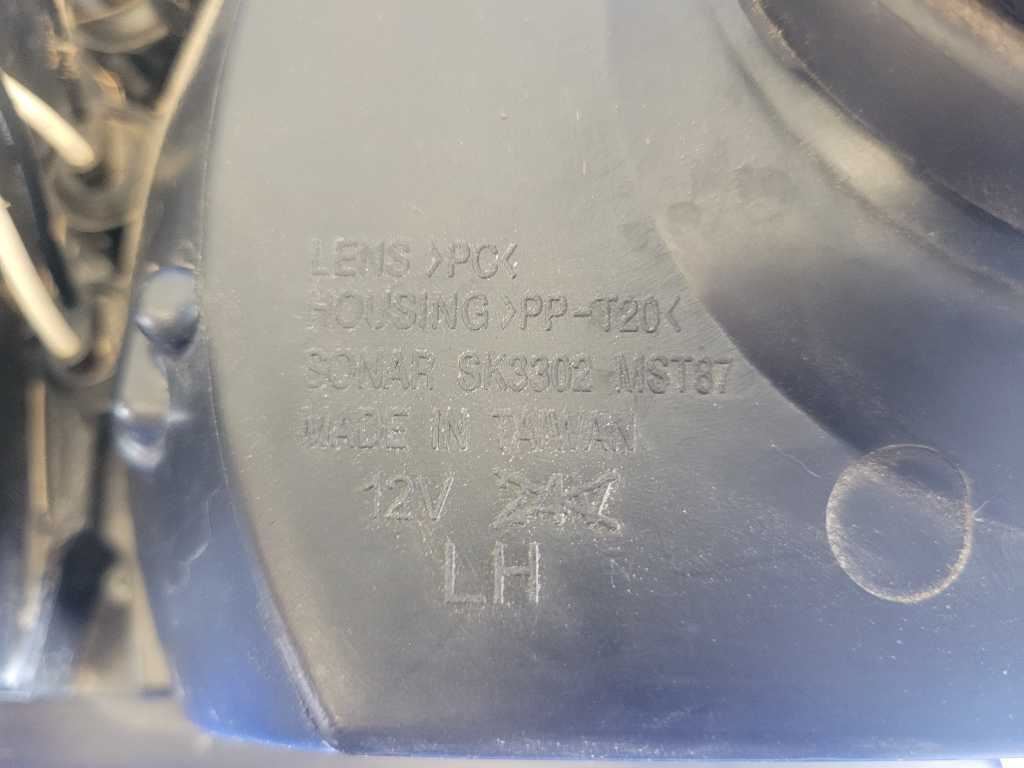 LENS >PC<
HOUSING >PP-T20<
SONAR SK3302 MST87
MADE IN TAIWAN
12V
LH